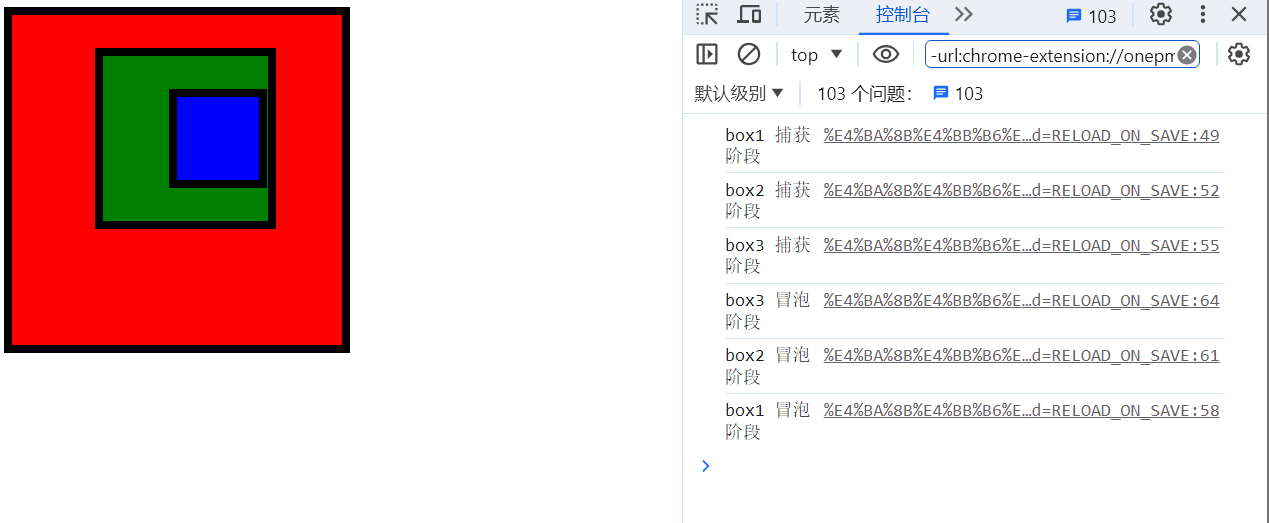 元素 控制台 103
top -url:chrome-extension://onepm
默认级别 103 个问题： 103
box1 捕获 %E4%BA%8B%E4%BB%B6%E…d=RELOAD_ON_SAVE:49
阶段
box2 捕获 %E4%BA%8B%E4%BB%B6%E…d=RELOAD_ON_SAVE:52
阶段
box3 捕获 %E4%BA%8B%E4%BB%B6%E…d=RELOAD_ON_SAVE:55
阶段
box3 冒泡 %E4%BA%8B%E4%BB%B6%E…d=RELOAD_ON_SAVE:64
阶段
box2 冒泡 %E4%BA%8B%E4%BB%B6%E…d=RELOAD_ON_SAVE:61
阶段
box1 冒泡 %E4%BA%8B%E4%BB%B6%E…d=RELOAD_ON_SAVE:58
阶段